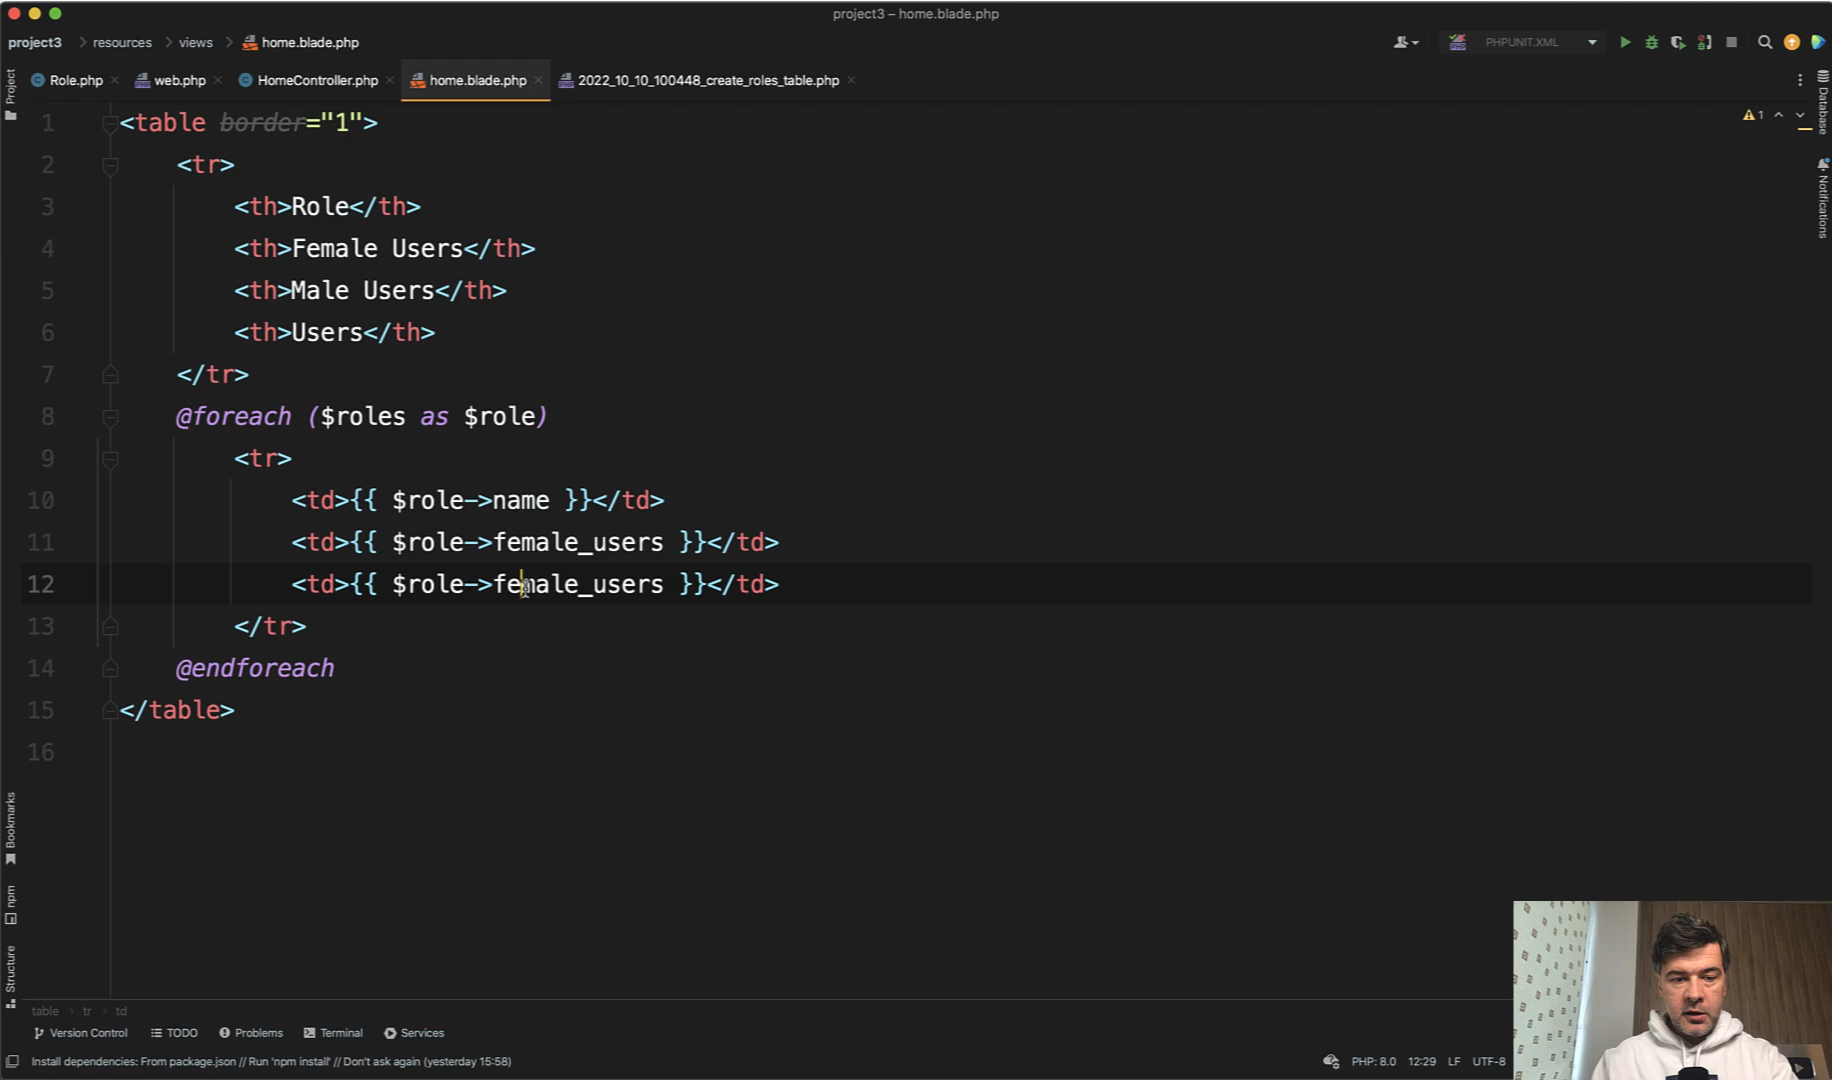 project3 – home.blade.php
project3 resources views home.blade.php
PHPUNIT.XML
Role.php web.php HomeController.php home.blade.php 2022_10_10_100448_create_roles_table.php
Project
Database
Notifications
1
1 <table border="1">
2 <tr>
3 <th>Role</th>
4 <th>Female Users</th>
5 <th>Male Users</th>
6 <th>Users</th>
7 </tr>
8 @foreach ($roles as $role)
9 <tr>
10 <td>{{ $role->name }}</td>
11 <td>{{ $role->female_users }}</td>
12 <td>{{ $role->female_users }}</td>
13 </tr>
14 @endforeach
15 </table>
16
Bookmarks
npm
Structure
table tr td
Version Control TODO Problems Terminal Services
Install dependencies: From package.json // Run 'npm install' // Don't ask again (yesterday 15:58)
PHP: 8.0 12:29 LF UTF-8